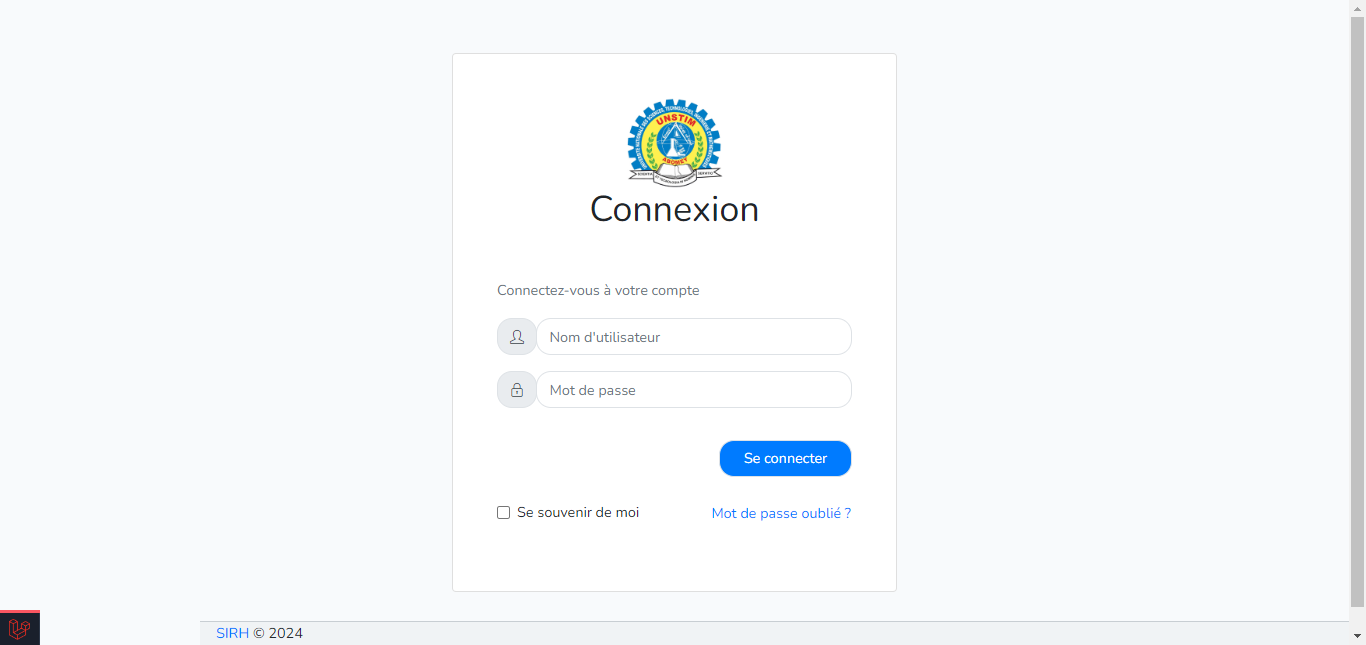 UNSTIM
ABOMEY
Connexion
Connectez-vous à votre compte
Nom d'utilisateur
Mot de passe
Se connecter
Se souvenir de moi
Mot de passe oublié ?
SIRH © 2024